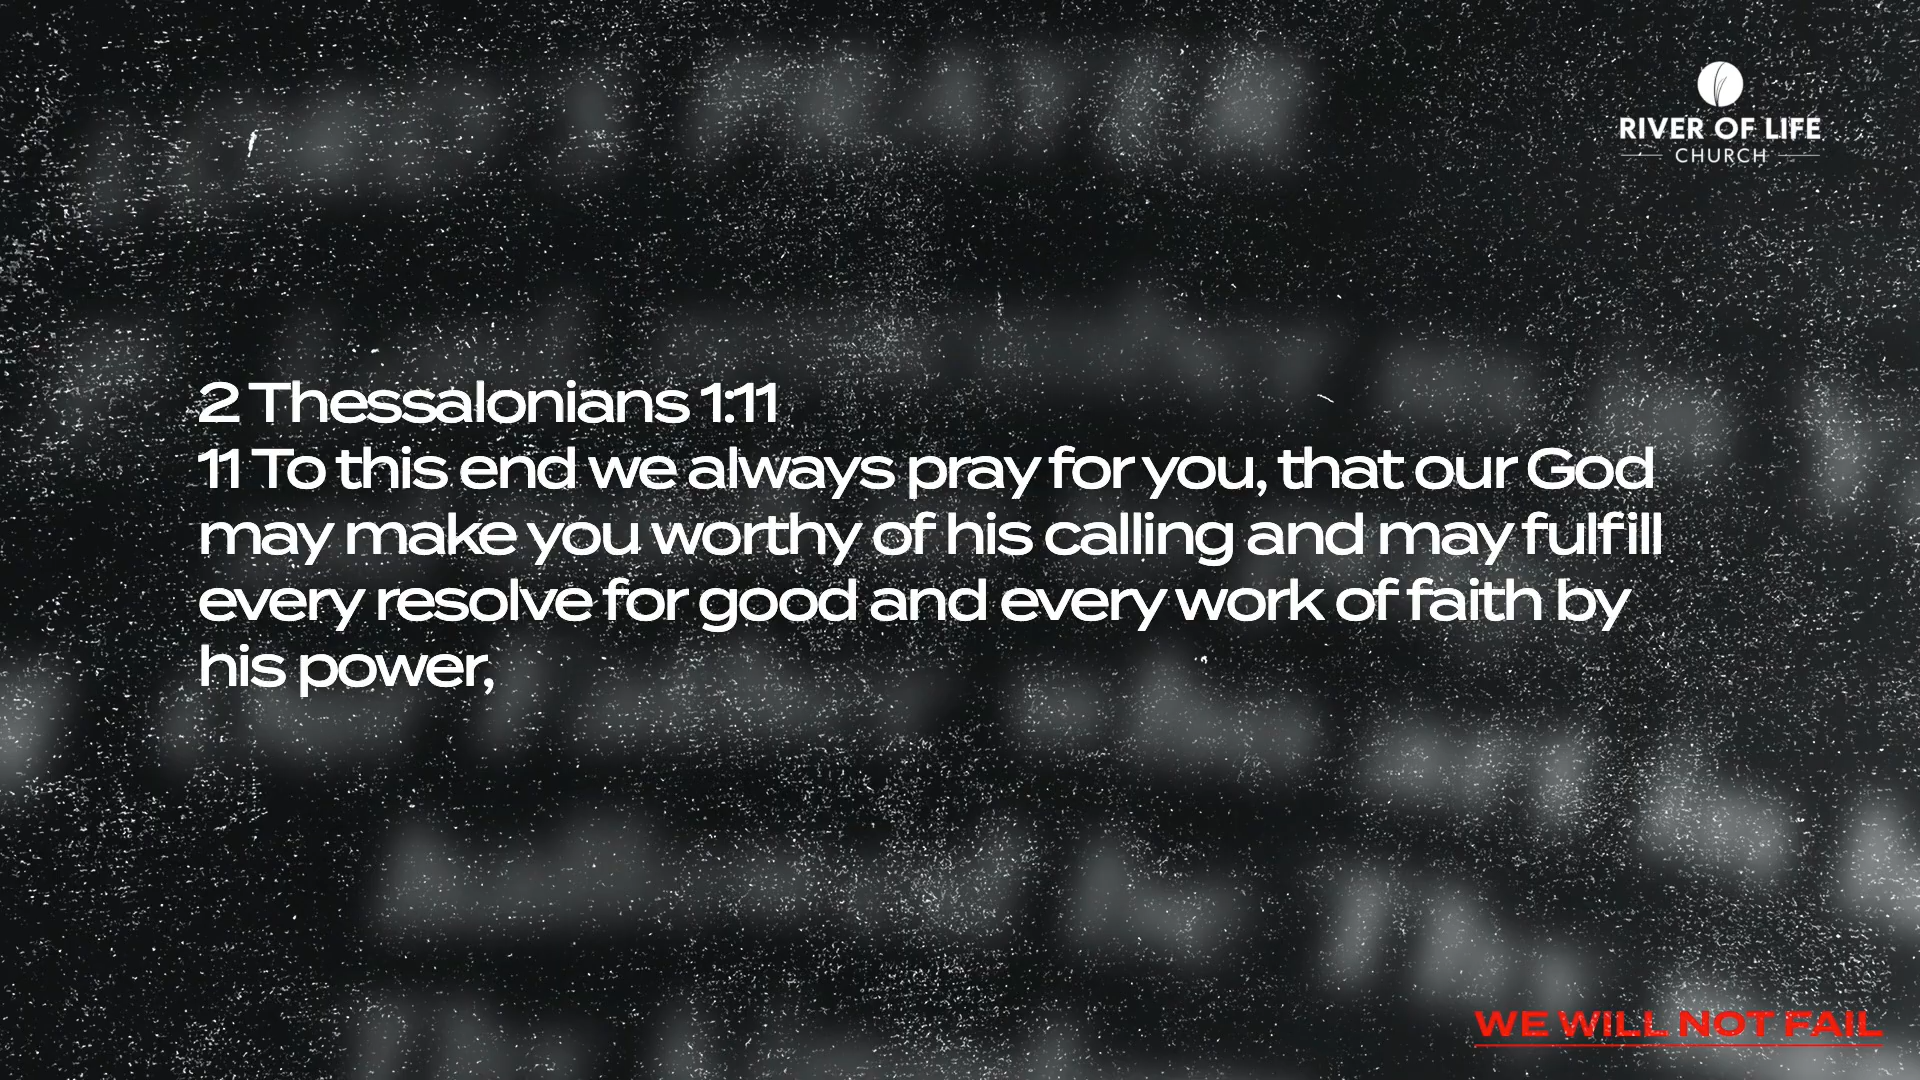 RIVER OF LIFE
CHURCH
2 Thessalonians 1:11
11 To this end we always pray for you, that our God
may make you worthy of his calling and may fulfill
every resolve for good and every work of faith by
his power,
WE WILL NOT FAIL